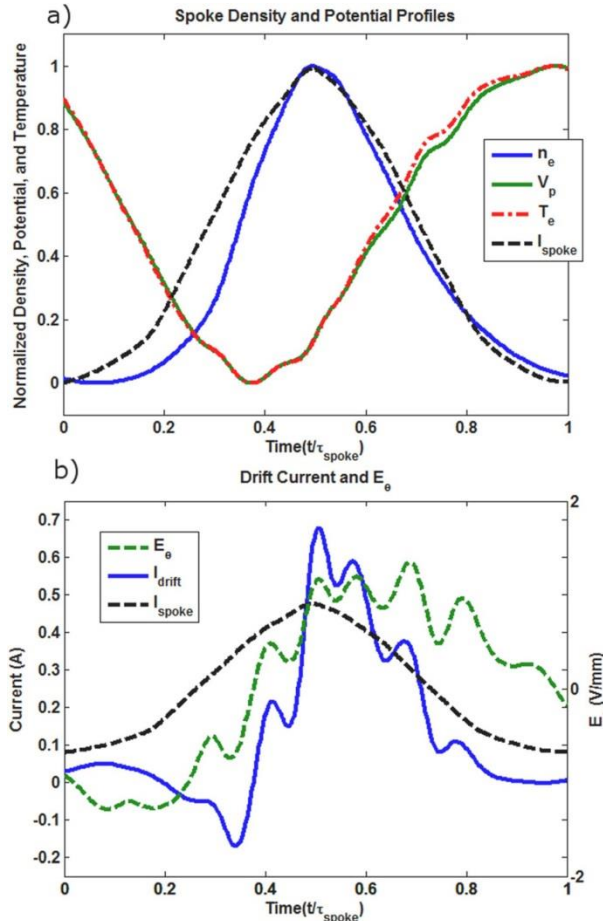 a)
Spoke Density and Potential Profiles
Normalized Density, Potential, and Temperature
1
0.8
0.6
0.4
0.2
0
n_e
V_p
T_e
I_spoke
0 0.2 0.4 0.6 0.8 1
Time(t/τ_spoke)
b)
Drift Current and E_θ
Current (A)
0.7
0.6
0.5
0.4
0.3
0.2
0.1
0
-0.1
-0.2
E_θ
I_drift
I_spoke
2
0
-2
E (V/mm)
0 0.2 0.4 0.6 0.8 1
Time(t/τ_spoke)